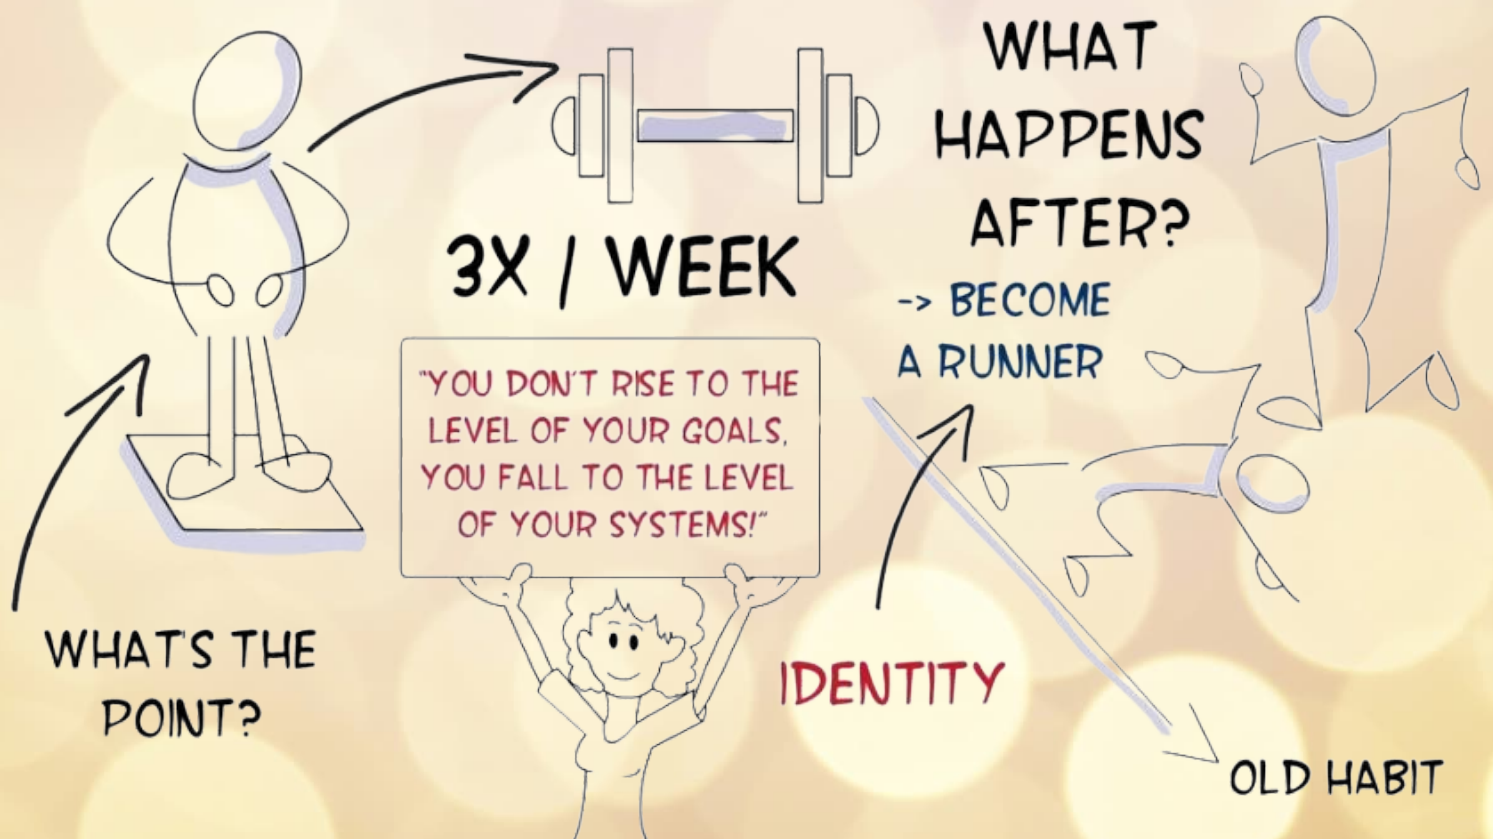 WHAT'S THE
POINT?
3X / WEEK
"YOU DON'T RISE TO THE
LEVEL OF YOUR GOALS,
YOU FALL TO THE LEVEL
OF YOUR SYSTEMS!"
WHAT
HAPPENS
AFTER?
-> BECOME
A RUNNER
IDENTITY
OLD HABIT